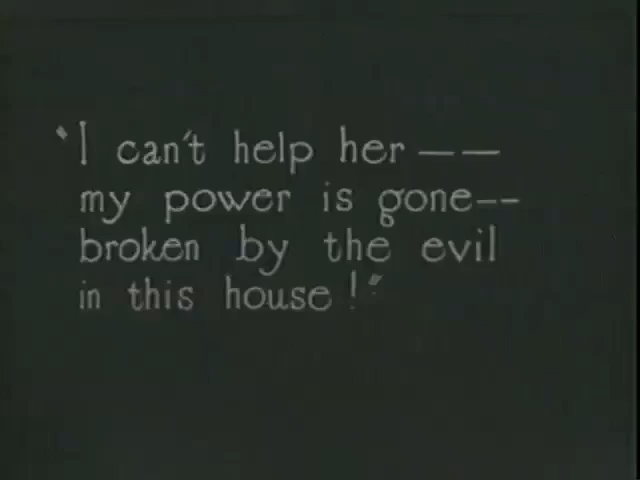 "I can't help her — —
my power is gone--
broken by the evil
in this house!"